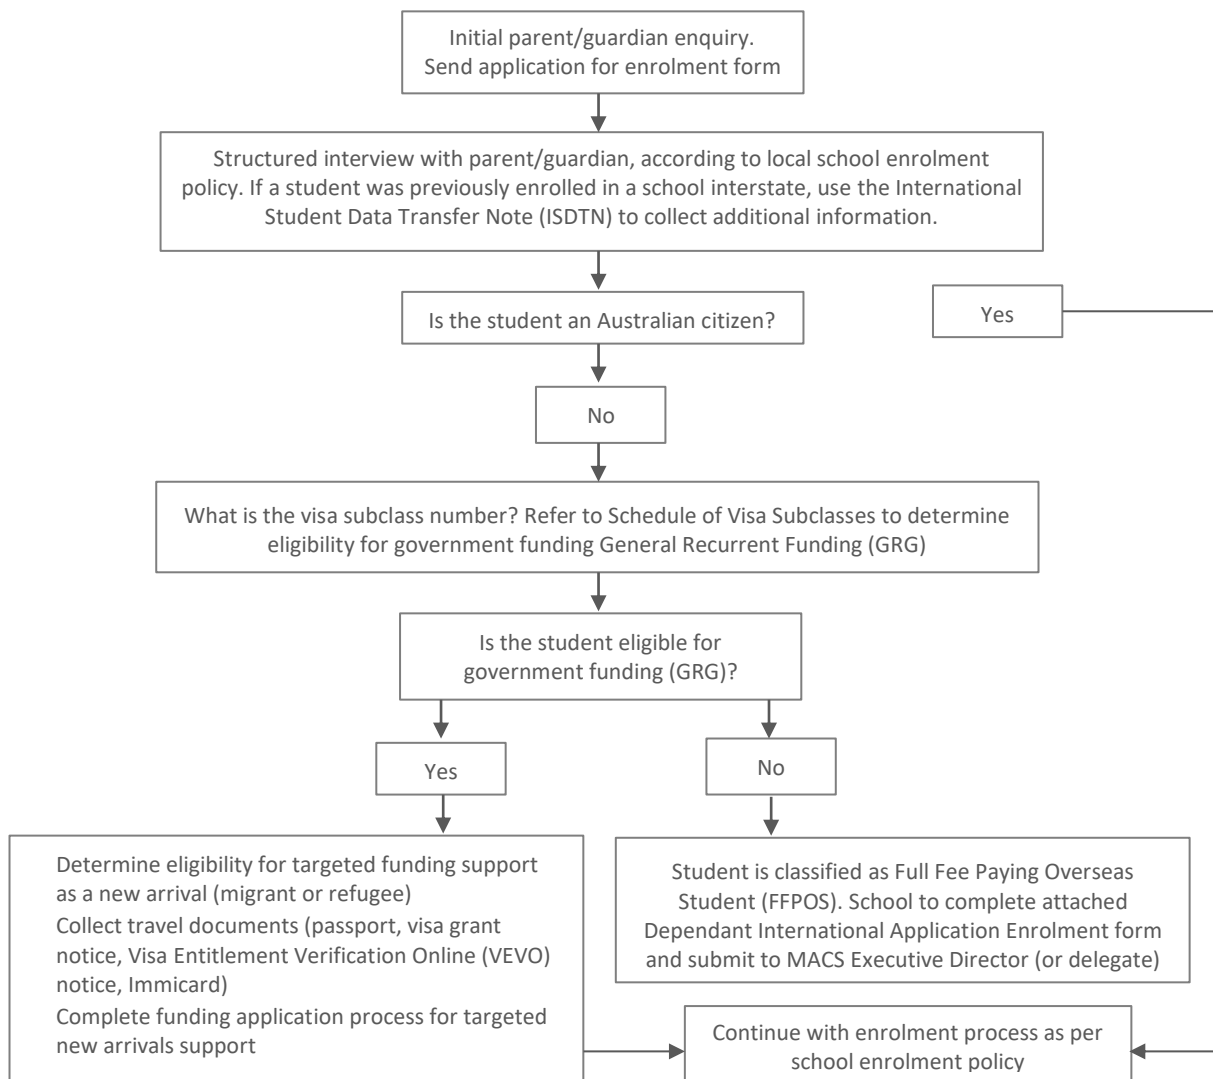 Initial parent/guardian enquiry.
Send application for enrolment form
Structured interview with parent/guardian, according to local school enrolment
policy. If a student was previously enrolled in a school interstate, use the International
Student Data Transfer Note (ISDTN) to collect additional information.
Is the student an Australian citizen?
Yes
No
What is the visa subclass number? Refer to Schedule of Visa Subclasses to determine
eligibility for government funding General Recurrent Funding (GRG)
Is the student eligible for
government funding (GRG)?
Yes
No
Determine eligibility for targeted funding support
as a new arrival (migrant or refugee)
Collect travel documents (passport, visa grant
notice, Visa Entitlement Verification Online (VEVO)
notice, Immicard)
Complete funding application process for targeted
new arrivals support
Student is classified as Full Fee Paying Overseas
Student (FFPOS). School to complete attached
Dependant International Application Enrolment form
and submit to MACS Executive Director (or delegate)
Continue with enrolment process as per
school enrolment policy